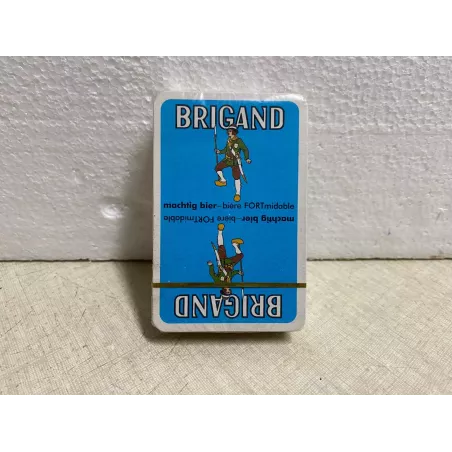 BRIGAND
machtig bier-biere FORTmidable
machtig bier-biere FORTmidable
BRIGAND